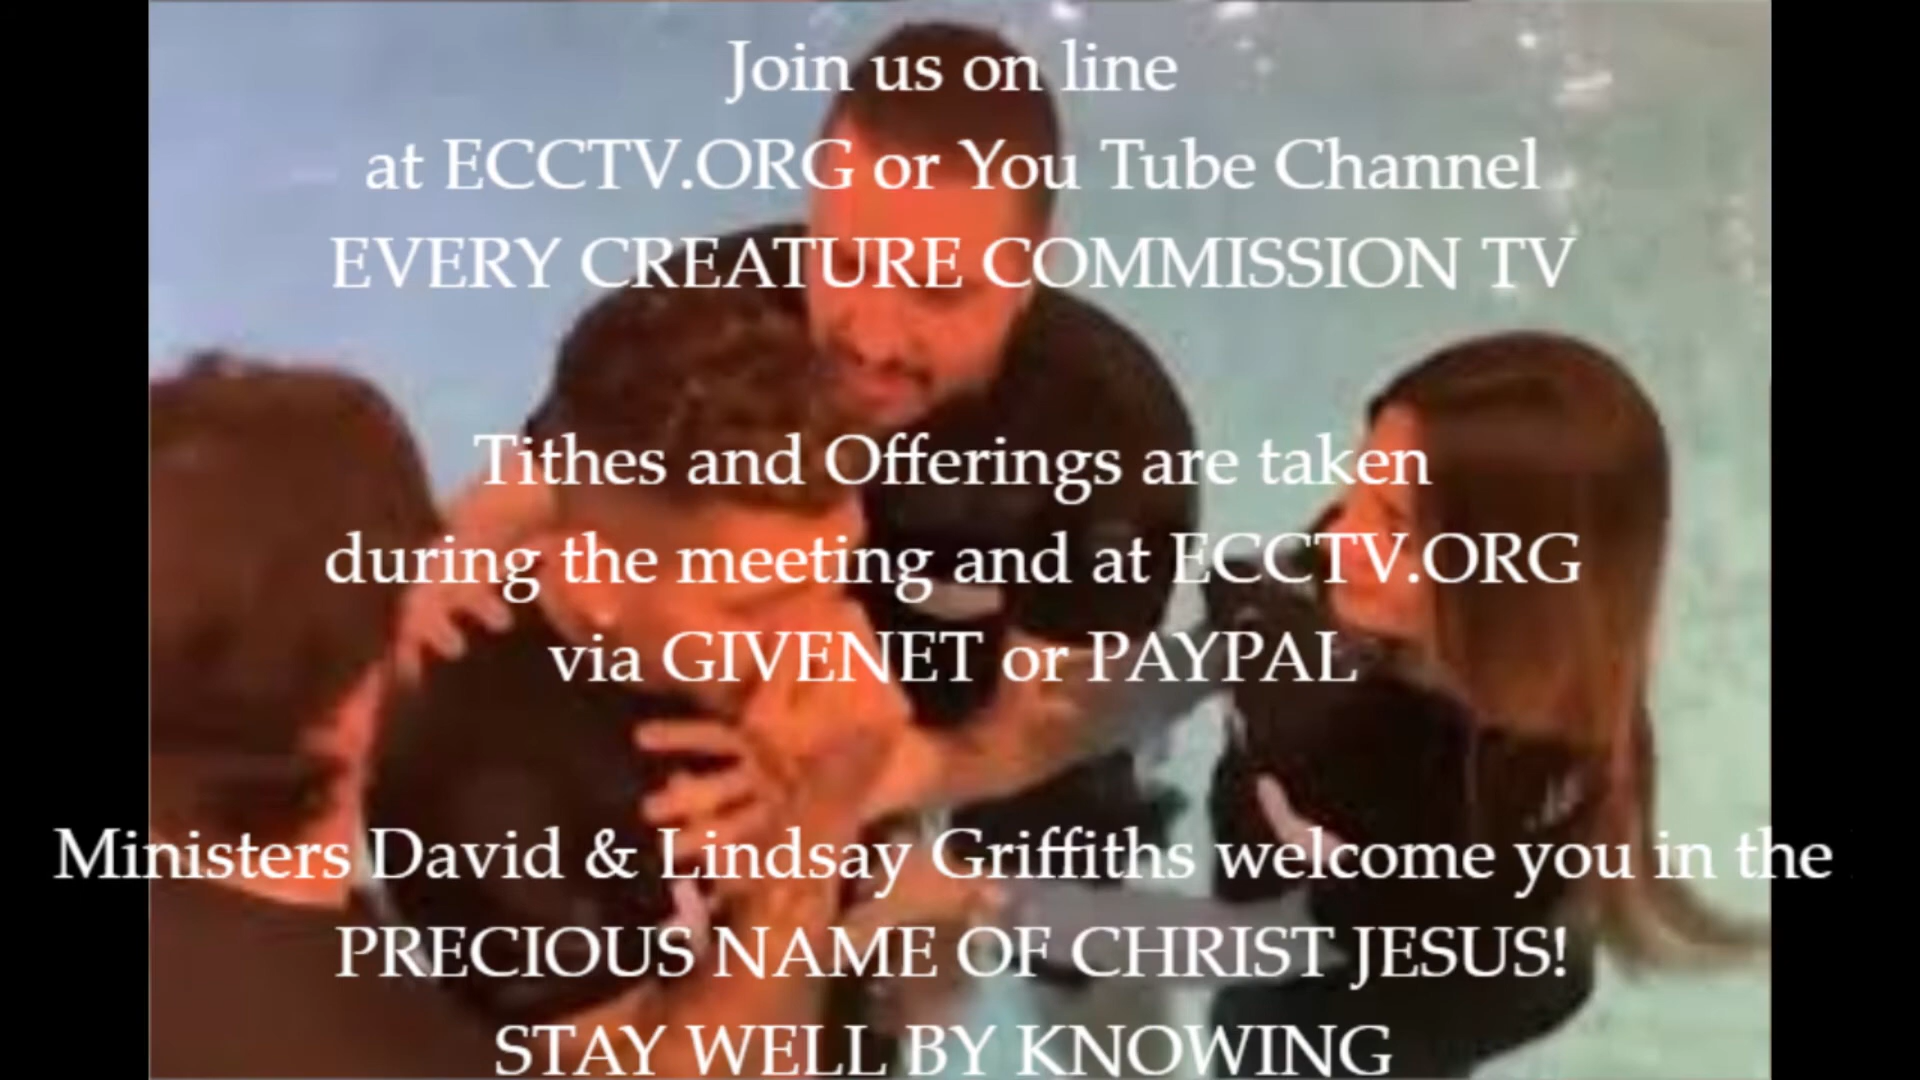 Join us on line
at ECCTV.ORG or You Tube Channel
EVERY CREATURE COMMISSION TV
Tithes and Offerings are taken
during the meeting and at ECCTV.ORG
via GIVENET or PAYPAL
Ministers David & Lindsay Griffiths welcome you in the
PRECIOUS NAME OF CHRIST JESUS!
STAY WELL BY KNOWING